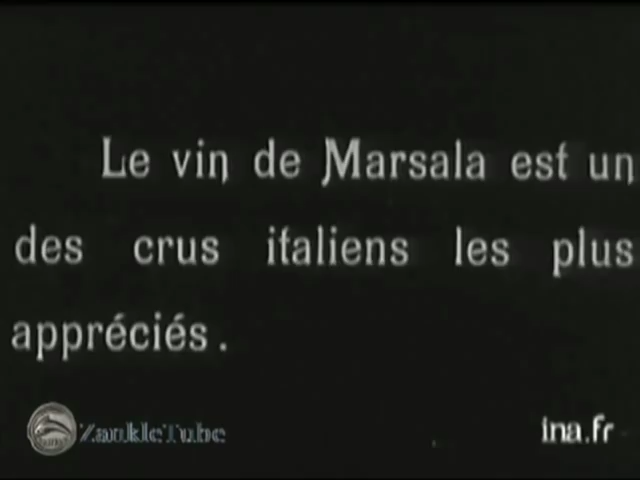 Le vin de Marsala est un
des crus italiens les plus
appréciés.
ZankleTube
ina.fr